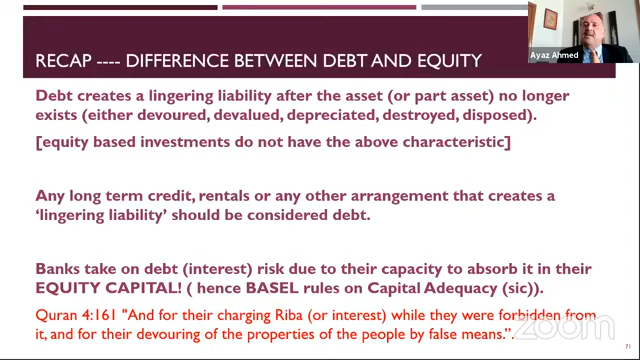 Ayaz Ahmed
RECAP ---- DIFFERENCE BETWEEN DEBT AND EQUITY
Debt creates a lingering liability after the asset (or part asset) no longer
exists (either devoured, devalued, depreciated, destroyed, disposed).
[equity based investments do not have the above characteristic]
Any long term credit, rentals or any other arrangement that creates a
‘lingering liability’ should be considered debt.
Banks take on debt (interest) risk due to their capacity to absorb it in their
EQUITY CAPITAL! ( hence BASEL rules on Capital Adequacy (sic)).
Quran 4:161 "And for their charging Riba (or interest) while they were forbidden from
it, and for their devouring of the properties of the people by false means.”.
zoom
71